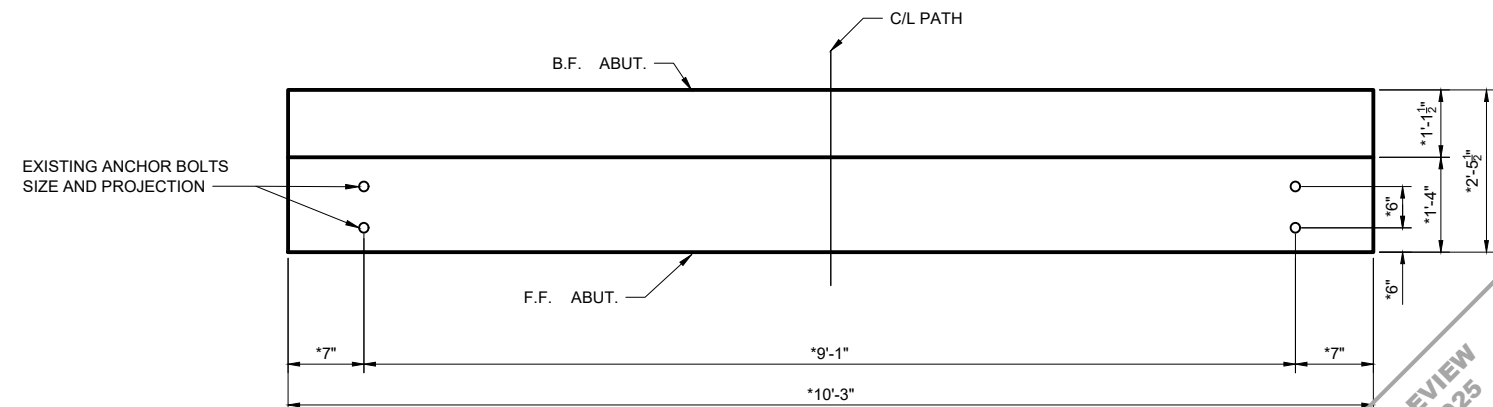 C/L PATH
B.F. ABUT.
EXISTING ANCHOR BOLTS
SIZE AND PROJECTION
F.F. ABUT.
*1'-1½"
*2'-5½"
*6"
*1'-4"
*6"
*7"
*9'-1"
*7"
*10'-3"